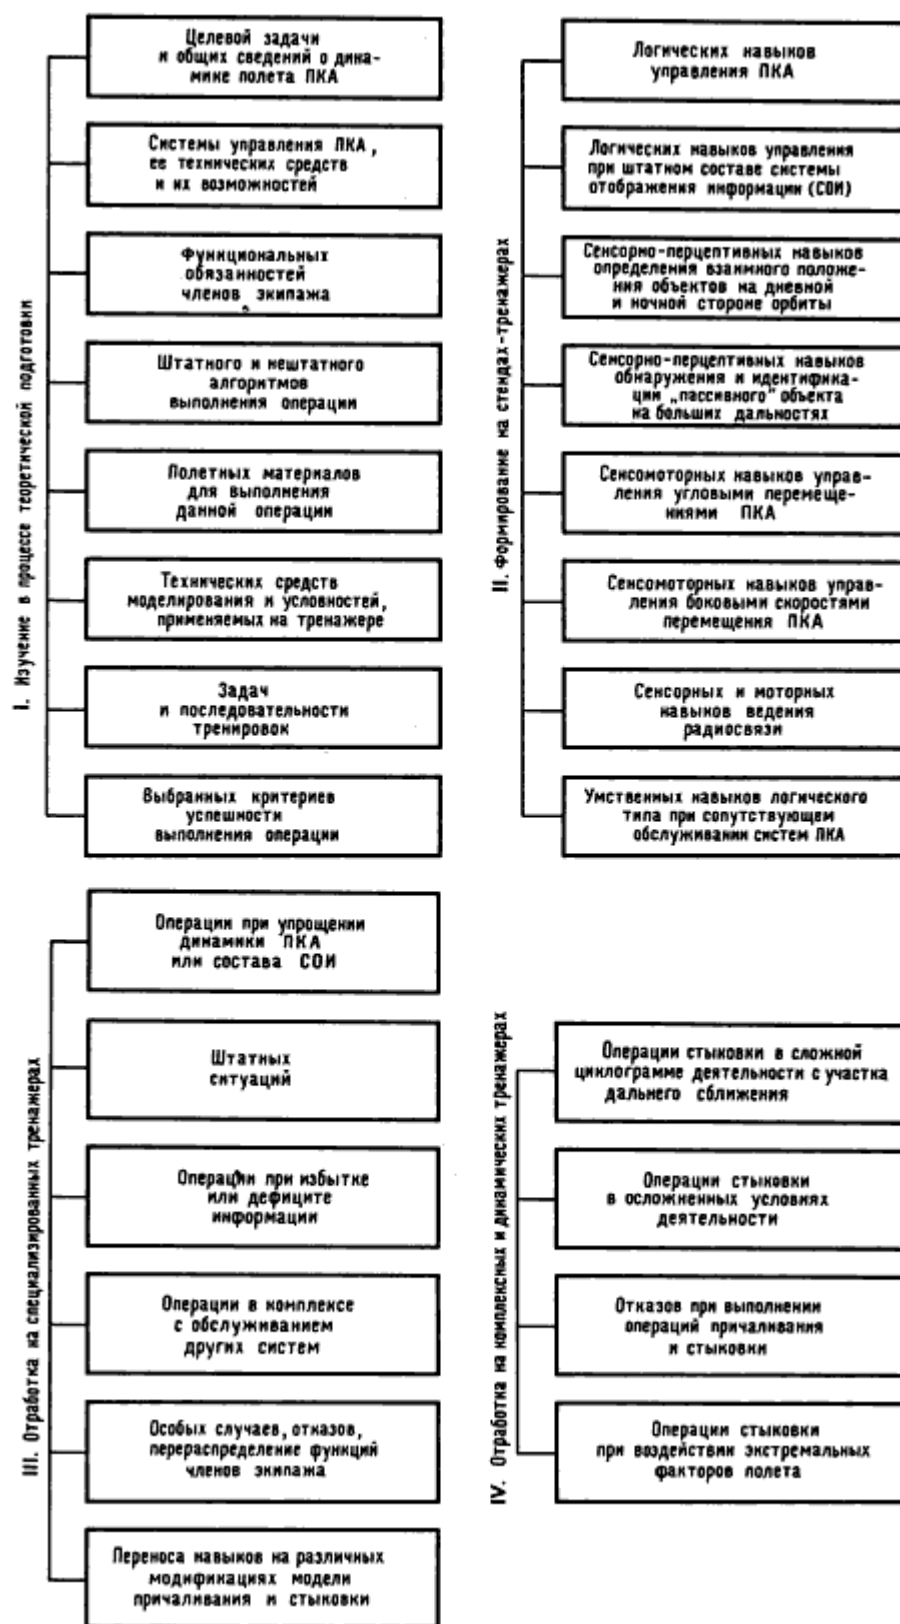 I. Изучение в процессе теоретической подготовки
Целевой задачи
и общих сведений о дина-
мике полета ПКА
Системы управления ПКА,
ее технических средств
и их возможностей
Функциональных
обязанностей
членов экипажа
Штатного и нештатного
алгоритмов
выполнения операции
Полетных материалов
для выполнения
данной операции
Технических средств
моделирования и условностей,
применяемых на тренажере
Задач
и последовательности
тренировок
Выбранных критериев
успешности
выполнения операции
II. Формирование на стендах-тренажерах
Логических навыков
управления ПКА
Логических навыков управления
при штатном составе системы
отображения информации (СОИ)
Сенсорно-перцептивных навыков
определения взаимного положе-
ния объектов на дневной
и ночной стороне орбиты
Сенсорно-перцептивных навыков
обнаружения и идентифика-
ции „пассивного" объекта
на больших дальностях
Сенсомоторных навыков управ-
ления угловыми перемеще-
ниями ПКА
Сенсомоторных навыков управ-
ления боковыми скоростями
перемещения ПКА
Сенсорных и моторных
навыков ведения
радиосвязи
Умственных навыков логического
типа при сопутствующем
обслуживании систем ПКА
III. Отработка на специализированных тренажерах
Операции при упрощении
динамики ПКА
или состава СОИ
Штатных
ситуаций
Операции при избытке
или дефиците
информации
Операции в комплексе
с обслуживанием
других систем
Особых случаев, отказов,
перераспределение функций
членов экипажа
Переноса навыков на различных
модификациях модели
причаливания и стыковки
IV. Отработка на комплексных и динамических тренажерах
Операции стыковки в сложной
циклограмме деятельности с участка
дальнего сближения
Операции стыковки
в осложненных условиях
деятельности
Отказов при выполнении
операций причаливания
и стыковки
Операции стыковки
при воздействии экстремальных
факторов полета